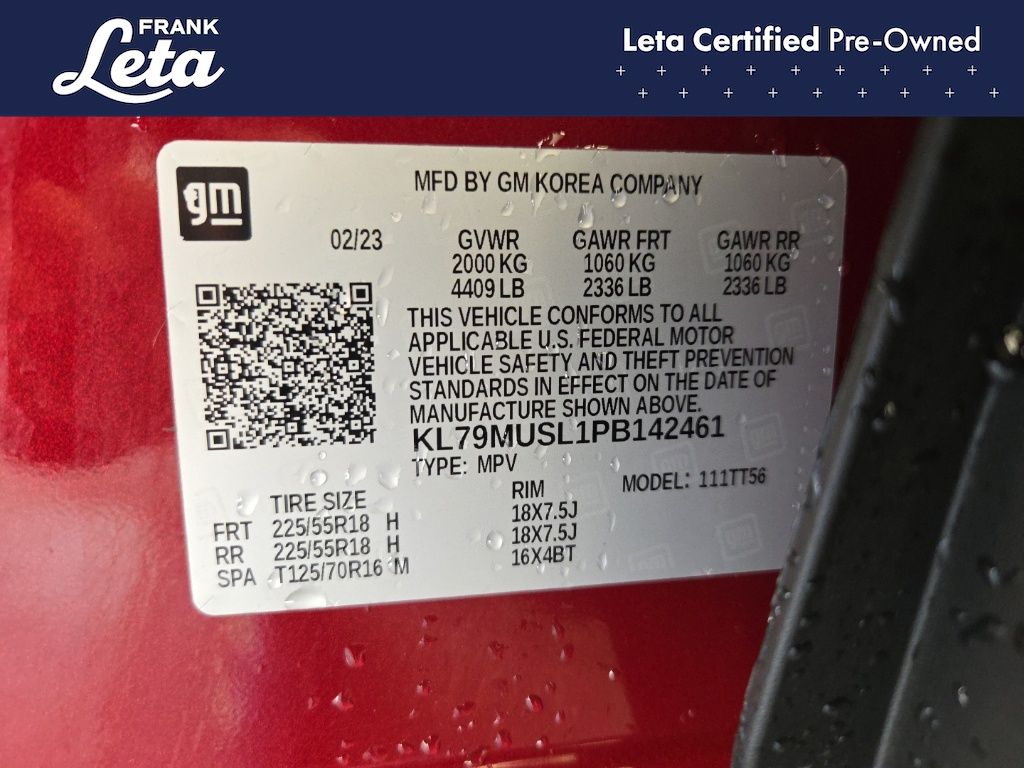 FRANK
Leta
Leta Certified Pre-Owned
gm
MFD BY GM KOREA COMPANY
02/23 GVWR GAWR FRT GAWR RR
2000 KG 1060 KG 1060 KG
4409 LB 2336 LB 2336 LB
THIS VEHICLE CONFORMS TO ALL
APPLICABLE U.S. FEDERAL MOTOR
VEHICLE SAFETY AND THEFT PREVENTION
STANDARDS IN EFFECT ON THE DATE OF
MANUFACTURE SHOWN ABOVE.
KL79MUSL1PB142461
TYPE: MPV
MODEL: 111TT56
TIRE SIZE RIM
FRT 225/55R18 H 18X7.5J
RR 225/55R18 H 18X7.5J
SPA T125/70R16 M 16X4BT